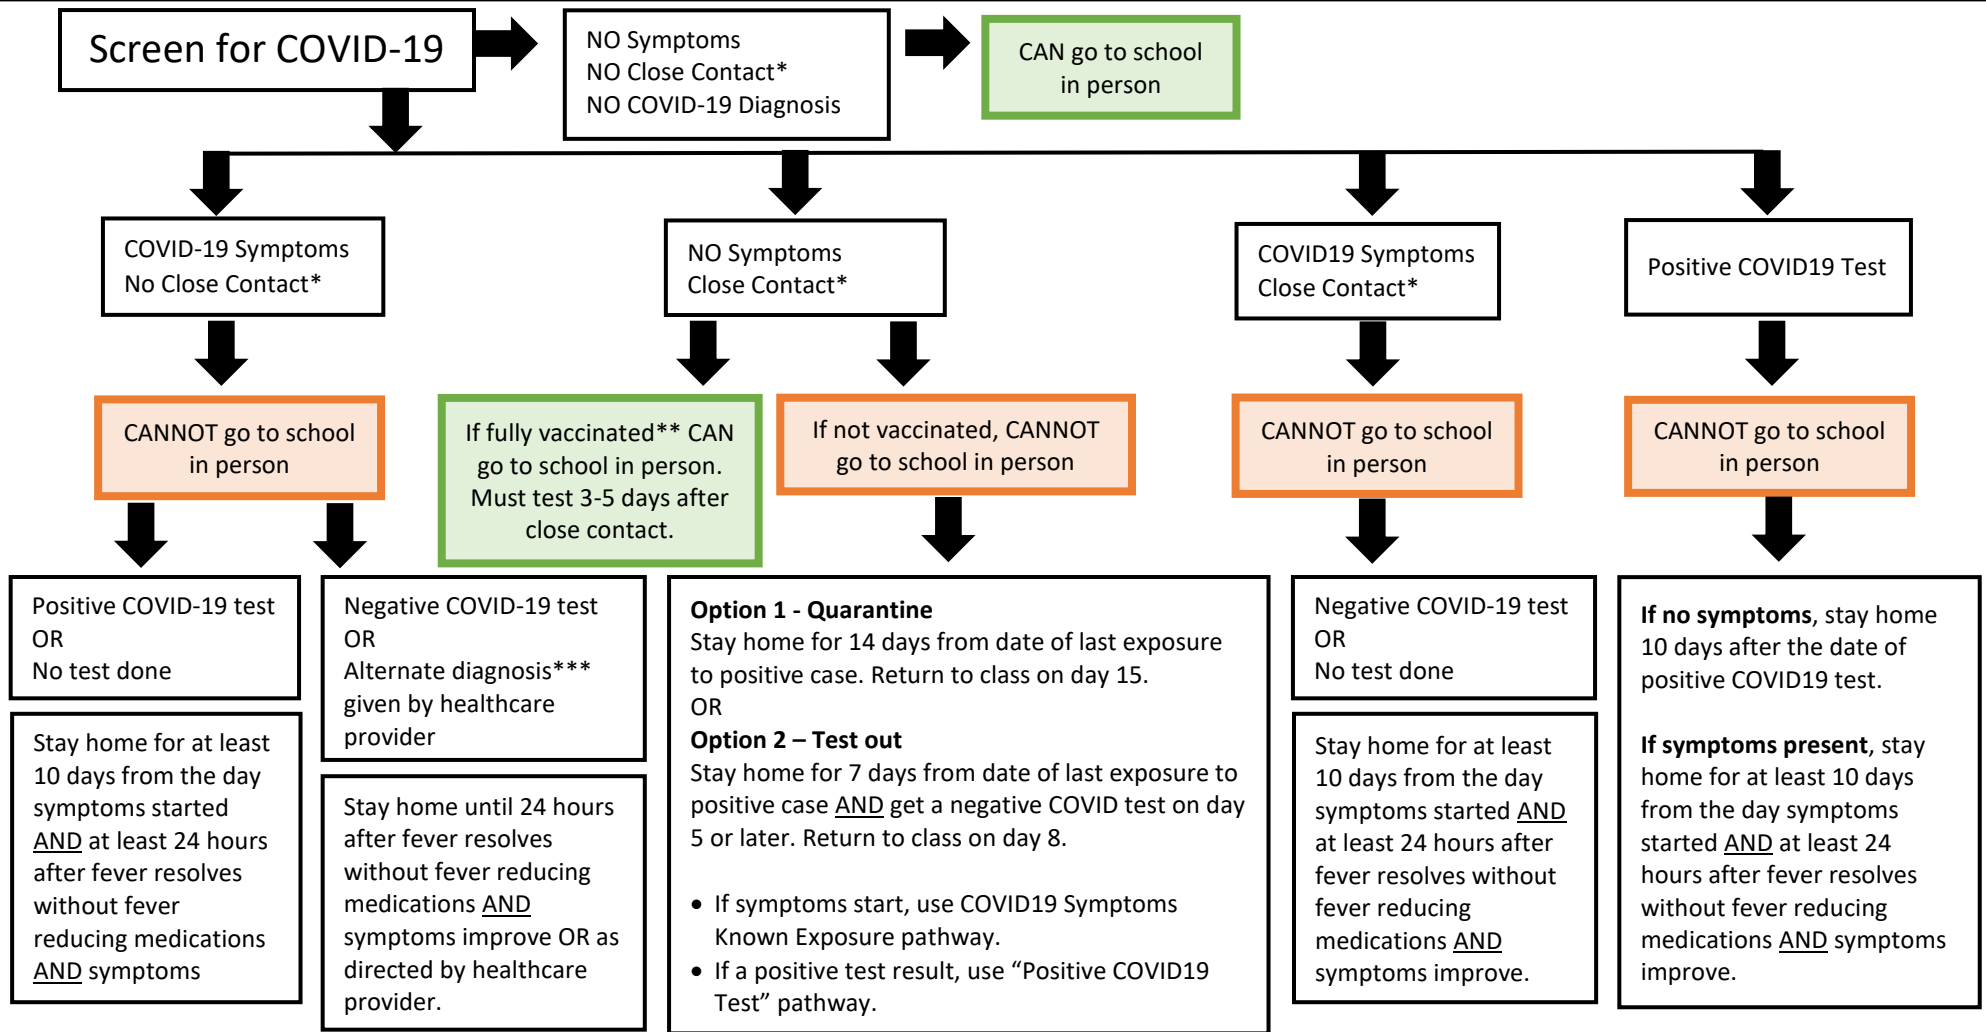 Screen for COVID-19
NO Symptoms
NO Close Contact*
NO COVID-19 Diagnosis
CAN go to school
in person
COVID-19 Symptoms
No Close Contact*
NO Symptoms
Close Contact*
COVID19 Symptoms
Close Contact*
Positive COVID19 Test
CANNOT go to school
in person
If fully vaccinated** CAN
go to school in person.
Must test 3-5 days after
close contact.
If not vaccinated, CANNOT
go to school in person
CANNOT go to school
in person
CANNOT go to school
in person
Positive COVID-19 test
OR
No test done
Stay home for at least
10 days from the day
symptoms started
AND at least 24 hours
after fever resolves
without fever
reducing medications
AND symptoms
Negative COVID-19 test
OR
Alternate diagnosis***
given by healthcare
provider
Stay home until 24 hours
after fever resolves
without fever reducing
medications AND
symptoms improve OR as
directed by healthcare
provider.
Option 1 - Quarantine
Stay home for 14 days from date of last exposure
to positive case. Return to class on day 15.
OR
Option 2 – Test out
Stay home for 7 days from date of last exposure to
positive case AND get a negative COVID test on day
5 or later. Return to class on day 8.
• If symptoms start, use COVID19 Symptoms
Known Exposure pathway.
• If a positive test result, use “Positive COVID19
Test” pathway.
Negative COVID-19 test
OR
No test done
Stay home for at least
10 days from the day
symptoms started AND
at least 24 hours after
fever resolves without
fever reducing
medications AND
symptoms improve.
If no symptoms, stay home
10 days after the date of
positive COVID19 test.
If symptoms present, stay
home for at least 10 days
from the day symptoms
started AND at least 24
hours after fever resolves
without fever reducing
medications AND symptoms
improve.